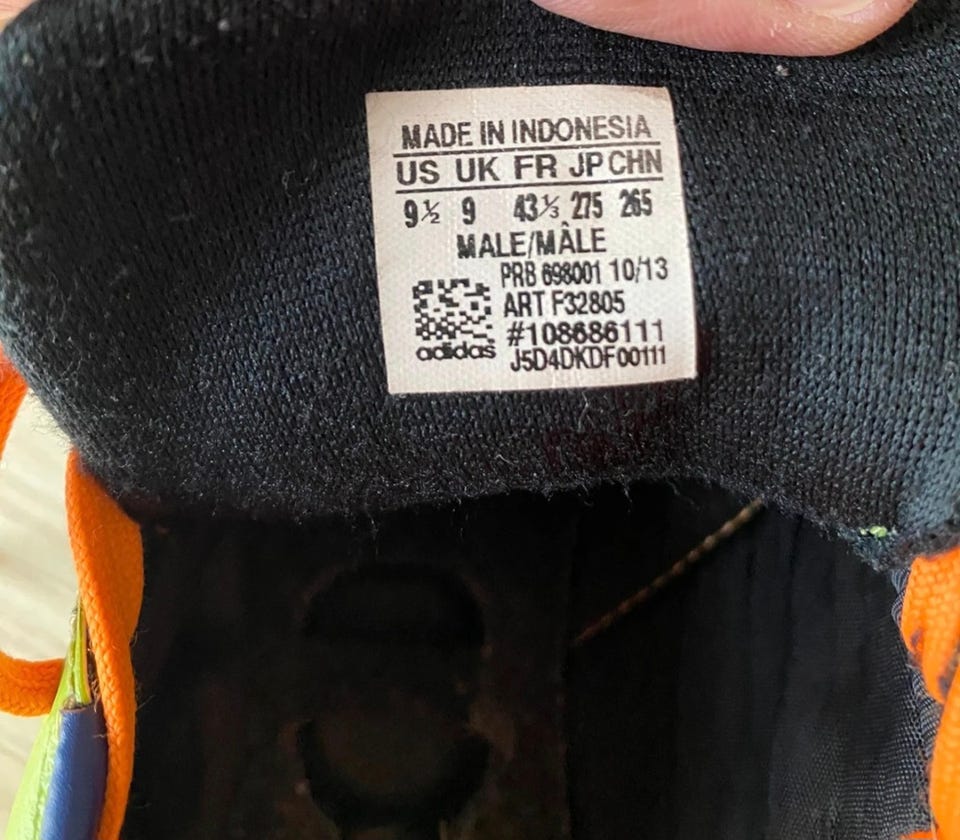 MADE IN INDONESIA
US UK FR JP CHN
9½ 9 43⅓ 275 265
MALE/MÂLE
PRB 698001 10/13
ART F32805
#108686111
adidas J5D4DKDF00111